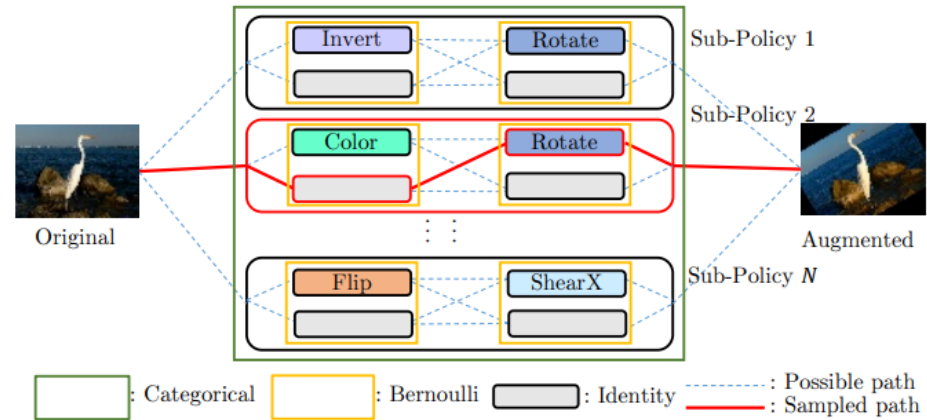 Invert
Rotate
Sub-Policy 1
Sub-Policy 2
Color
Rotate
Original
Augmented
Flip
ShearX
Sub-Policy N
: Categorical
: Bernoulli
: Identity
: Possible path
: Sampled path